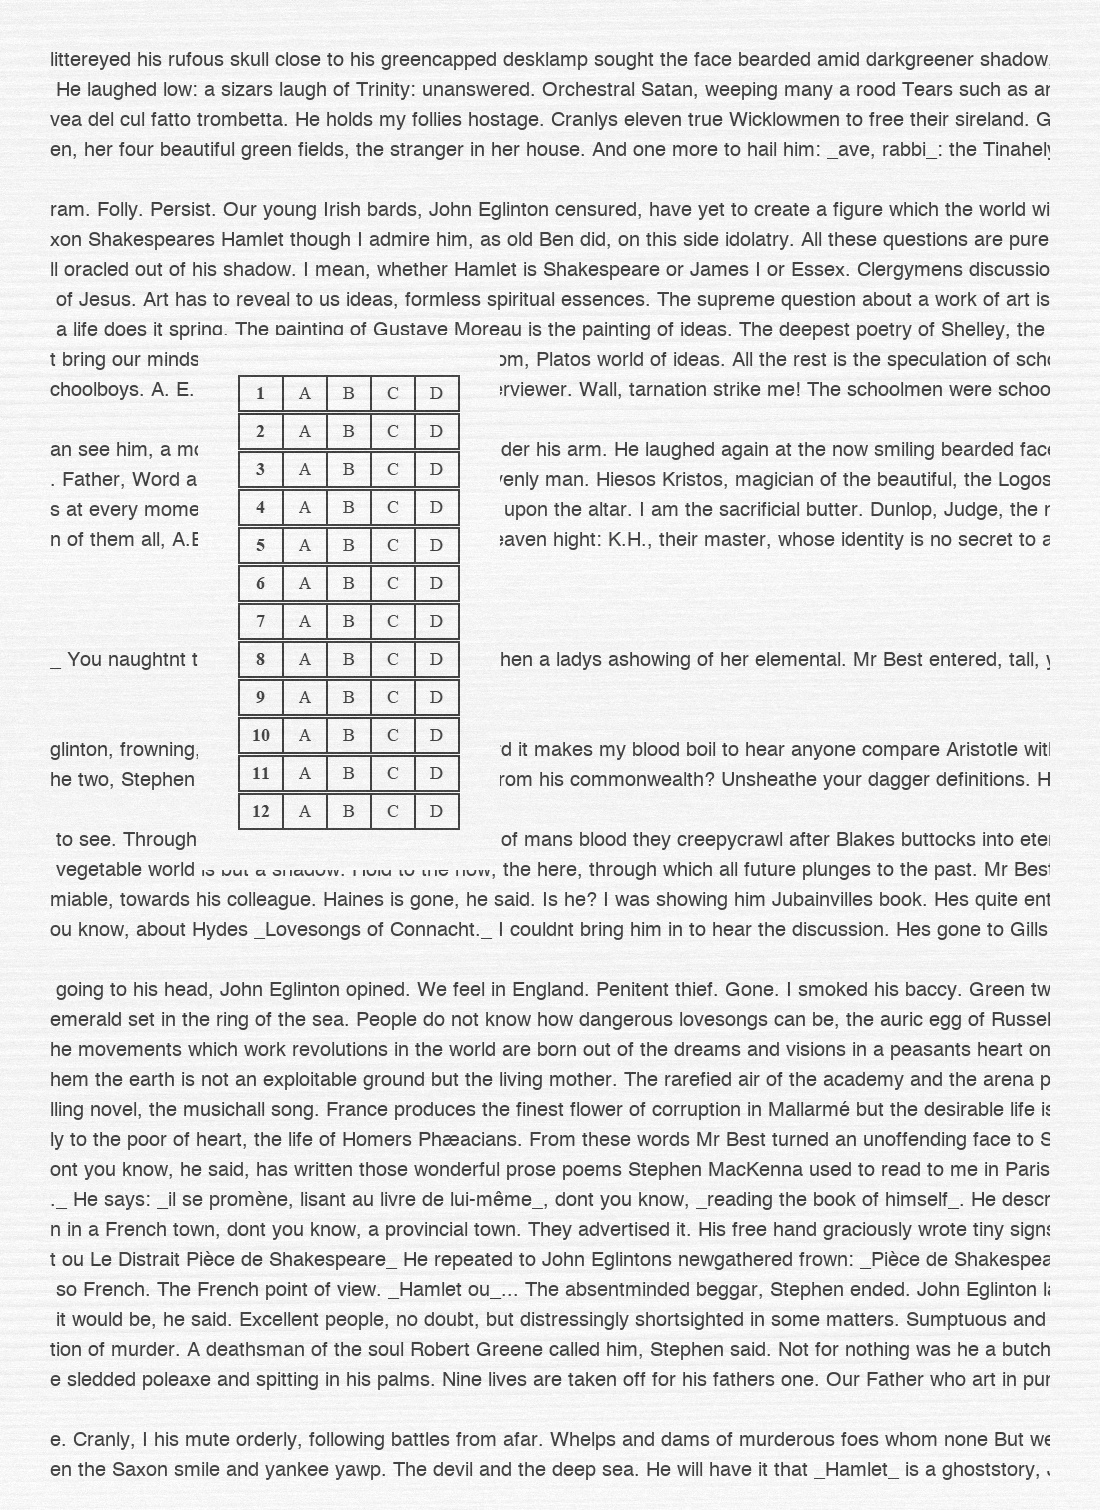 littereyed his rufous skull close to his greencapped desklamp sought the face bearded amid darkgreener shadow.
He laughed low: a sizars laugh of Trinity: unanswered. Orchestral Satan, weeping many a rood Tears such as
vea del cul fatto trombetta. He holds my follies hostage. Cranlys eleven true Wicklowmen to free their sireland. G
en, her four beautiful green fields, the stranger in her house. And one more to hail him: _ave, rabbi_: the Tinahely
ram. Folly. Persist. Our young Irish bards, John Eglinton censured, have yet to create a figure which the world wi
xon Shakespeares Hamlet though I admire him, as old Ben did, on this side idolatry. All these questions are pure
ll oracled out of his shadow. I mean, whether Hamlet is Shakespeare or James I or Essex. Clergymens discussio
of Jesus. Art has to reveal to us ideas, formless spiritual essences. The supreme question about a work of art is
a life does it spring. The painting of Gustave Moreau is the painting of ideas. The deepest poetry of Shelley, the
t bring our minds om, Platos world of ideas. All the rest is the speculation of
choolboys. A. E. erviewer. Wall, tarnation strike me! The schoolmen were schoo
an see him, a der his arm. He laughed again at the now smiling bearded face
. Father, Word a venly man. Hiesos Kristos, magician of the beautiful, the Logos
s at every mome upon the altar. I am the sacrificial butter. Dunlop, Judge, the
n of them all, A.E eaven hight: K.H., their master, whose identity is no secret to a
_ You naughtnt t hen a ladys ashowing of her elemental. Mr Best entered, tall,
glinton, frowning, d it makes my blood boil to hear anyone compare Aristotle with
he two, Stephen rom his commonwealth? Unsheathe your dagger definitions. H
to see. Through of mans blood they creepycrawl after Blakes buttocks into eter
vegetable world is but a shadow. Hold to the now, the here, through which all future plunges to the past. Mr Best
miable, towards his colleague. Haines is gone, he said. Is he? I was showing him Jubainvilles book. Hes quite ent
ou know, about Hydes _Lovesongs of Connacht._ I couldnt bring him in to hear the discussion. Hes gone to Gills
going to his head, John Eglinton opined. We feel in England. Penitent thief. Gone. I smoked his baccy. Green tw
emerald set in the ring of the sea. People do not know how dangerous lovesongs can be, the auric egg of Russel
he movements which work revolutions in the world are born out of the dreams and visions in a peasants heart on
hem the earth is not an exploitable ground but the living mother. The rarefied air of the academy and the arena p
lling novel, the musichall song. France produces the finest flower of corruption in Mallarmé but the desirable life is
ly to the poor of heart, the life of Homers Phæacians. From these words Mr Best turned an unoffending face to S
ont you know, he said, has written those wonderful prose poems Stephen MacKenna used to read to me in Paris
._ He says: _il se promène, lisant au livre de lui-même_, dont you know, _reading the book of himself_. He descr
n in a French town, dont you know, a provincial town. They advertised it. His free hand graciously wrote tiny signs
t ou Le Distrait Pièce de Shakespeare_ He repeated to John Eglintons newgathered frown: _Pièce de Shakespea
so French. The French point of view. _Hamlet ou_... The absentminded beggar, Stephen ended. John Eglinton la
it would be, he said. Excellent people, no doubt, but distressingly shortsighted in some matters. Sumptuous and
tion of murder. A deathsman of the soul Robert Greene called him, Stephen said. Not for nothing was he a butch
e sledded poleaxe and spitting in his palms. Nine lives are taken off for his fathers one. Our Father who art in pur
e. Cranly, I his mute orderly, following battles from afar. Whelps and dams of murderous foes whom none But we
en the Saxon smile and yankee yawp. The devil and the deep sea. He will have it that _Hamlet_ is a ghoststory,
1 A B C D
2 A B C D
3 A B C D
4 A B C D
5 A B C D
6 A B C D
7 A B C D
8 A B C D
9 A B C D
10 A B C D
11 A B C D
12 A B C D